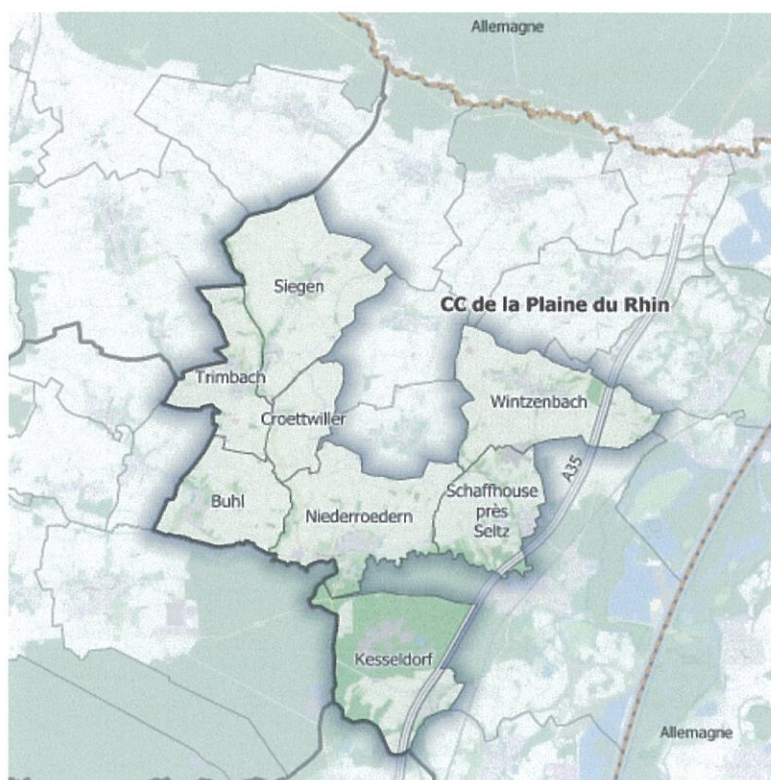 Allemagne
Siegen
CC de la Plaine du Rhin
Trimbach
Wintzenbach
Croettwiller
A35
Buhl
Niederroedern
Schaffhouse
près
Seltz
Kesseldorf
Allemagne